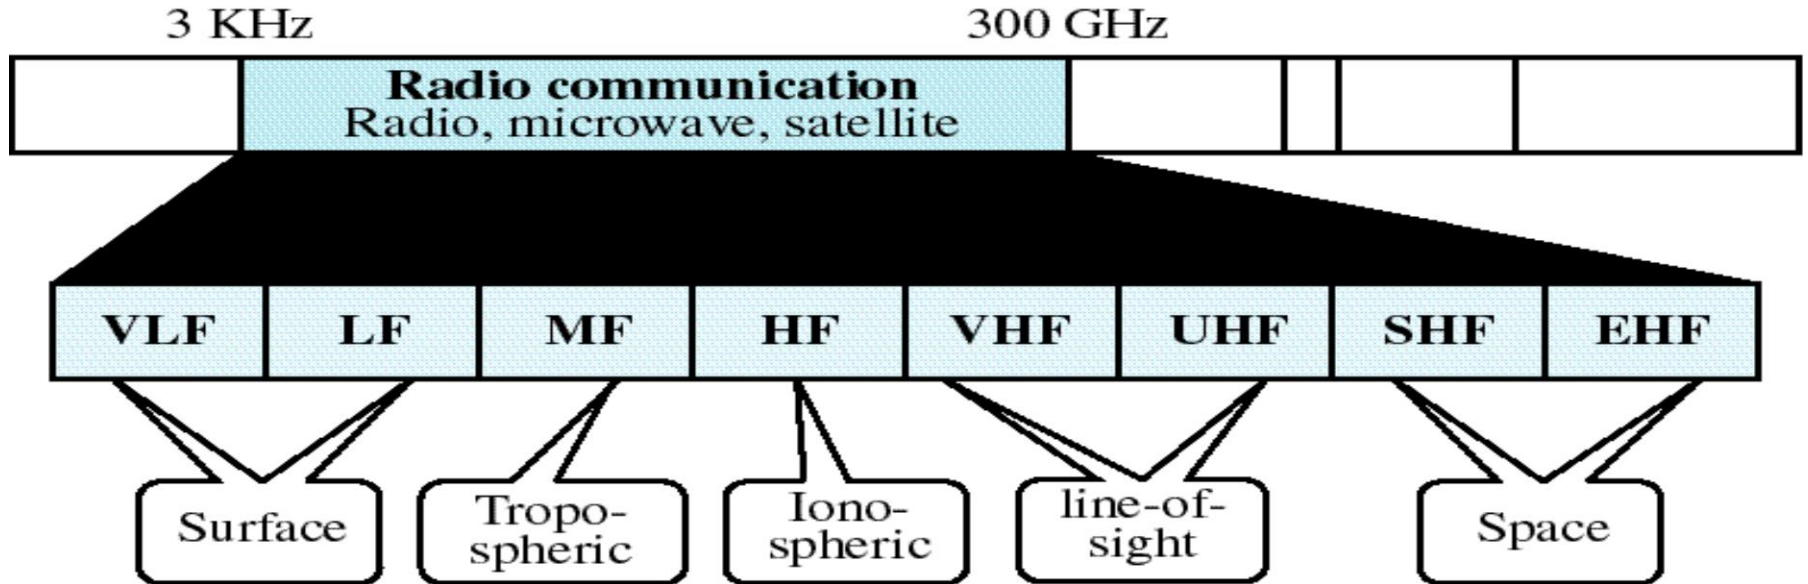 3 KHz 300 GHz
Radio communication
Radio, microwave, satellite
VLF LF MF HF VHF UHF SHF EHF
Surface
Tropo-
spheric
Iono-
spheric
line-of-
sight
Space